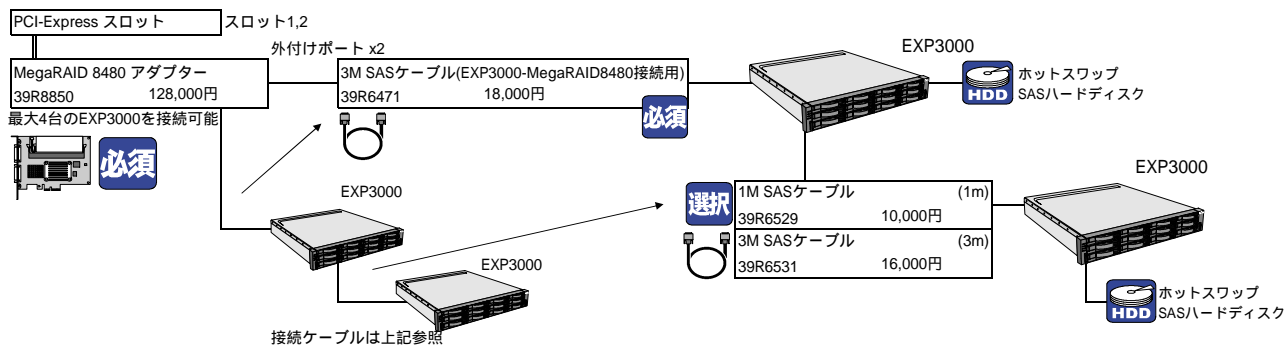 PCI-Express スロット
スロット1,2
外付けポート x2
MegaRAID 8480 アダプター
39R8850 128,000円
最大4台のEXP3000を接続可能
必須
3M SASケーブル(EXP3000-MegaRAID8480接続用)
39R6471 18,000円
必須
EXP3000
HDD
ホットスワップ
SASハードディスク
EXP3000
EXP3000
接続ケーブルは上記参照
選択
1M SASケーブル (1m)
39R6529 10,000円
3M SASケーブル (3m)
39R6531 16,000円
EXP3000
HDD
ホットスワップ
SASハードディスク